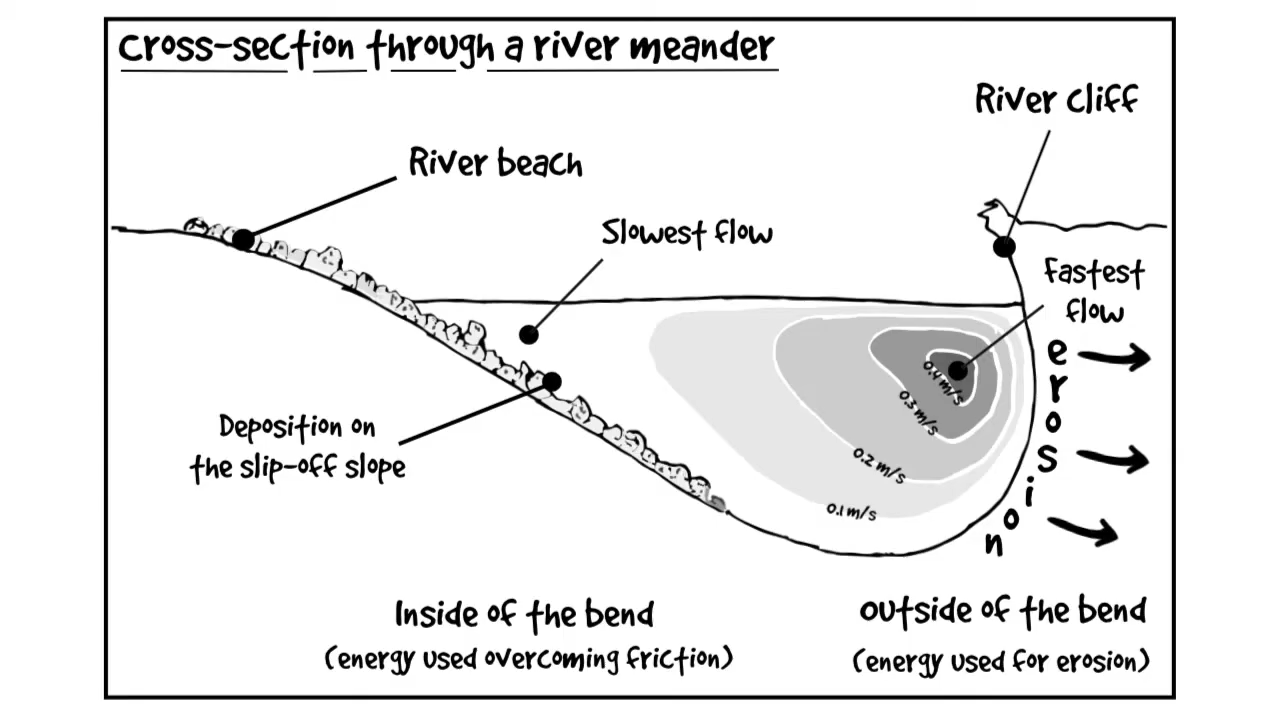 Cross-section through a river meander
River cliff
River beach
Slowest flow
Fastest
flow
erosion
0.4 m/s
0.3 m/s
0.2 m/s
0.1 m/s
Deposition on
the slip-off slope
Inside of the bend
(energy used overcoming friction)
outside of the bend
(energy used for erosion)